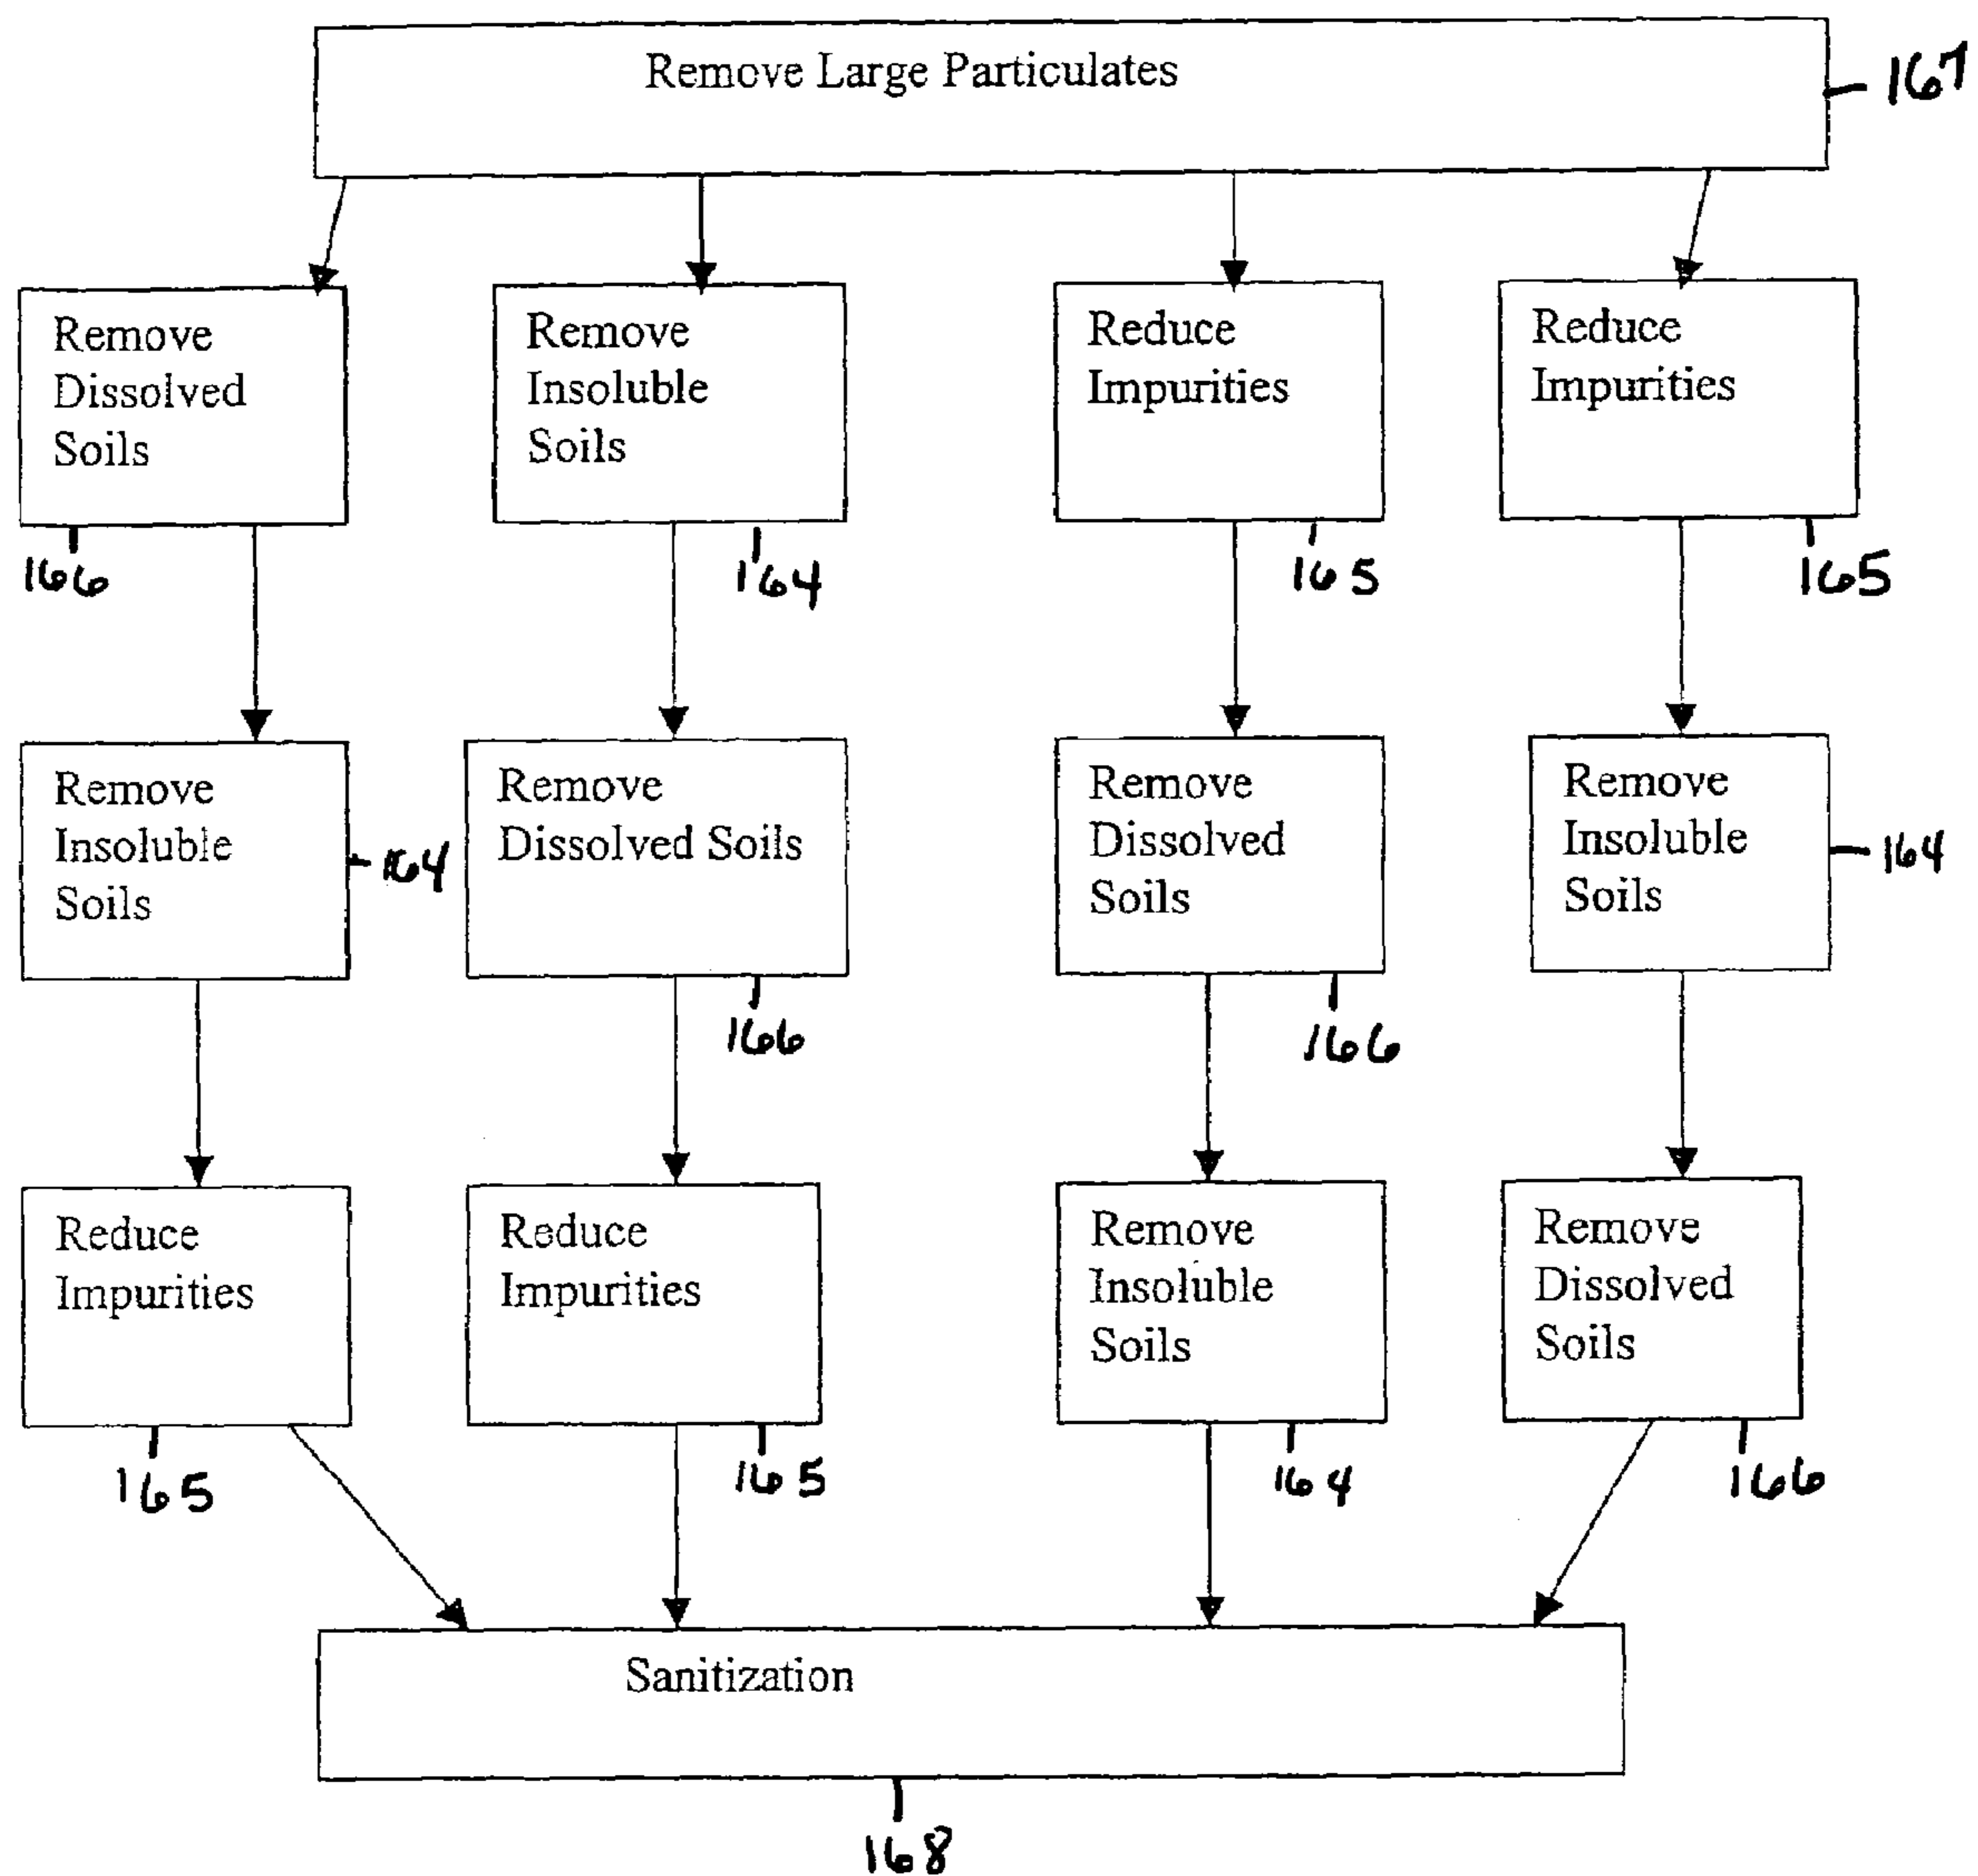 Remove Large Particulates
167
Remove
Dissolved
Soils
166
Remove
Insoluble
Soils
164
Reduce
Impurities
165
Reduce
Impurities
165
Remove
Insoluble
Soils
164
Remove
Dissolved Soils
166
Remove
Dissolved
Soils
166
Remove
Insoluble
Soils
164
Reduce
Impurities
165
Reduce
Impurities
165
Remove
Insoluble
Soils
164
Remove
Dissolved
Soils
166
Sanitization
168